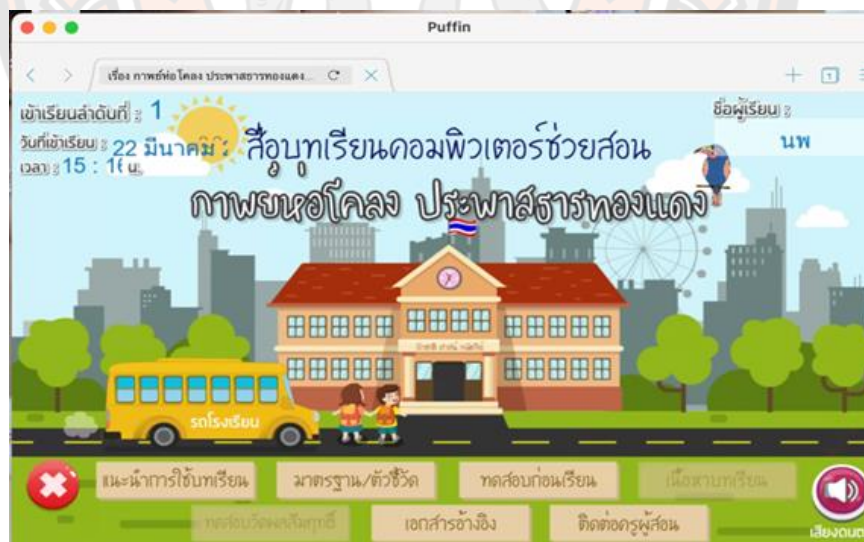 Puffin
เรื่อง กาพย์ห่อโคลง ประพาสธารทองแดง...
เข้าเรียนลำดับที่ : 1
ชื่อผู้เรียน :
นพ
วันที่เข้าเรียน : 22 มีนาคม
เวลา : 15 : 16 น.
สื่อบทเรียนคอมพิวเตอร์ช่วยสอน
กาพย์ห่อโคลง ประพาสธารทองแดง
รถโรงเรียน
แนะนำการใช้บทเรียน
มาตรฐาน/ตัวชี้วัด
ทดสอบก่อนเรียน
เนื้อหาบทเรียน
ทดสอบวัดผลสัมฤทธิ์
เอกสารอ้างอิง
ติดต่อครูผู้สอน